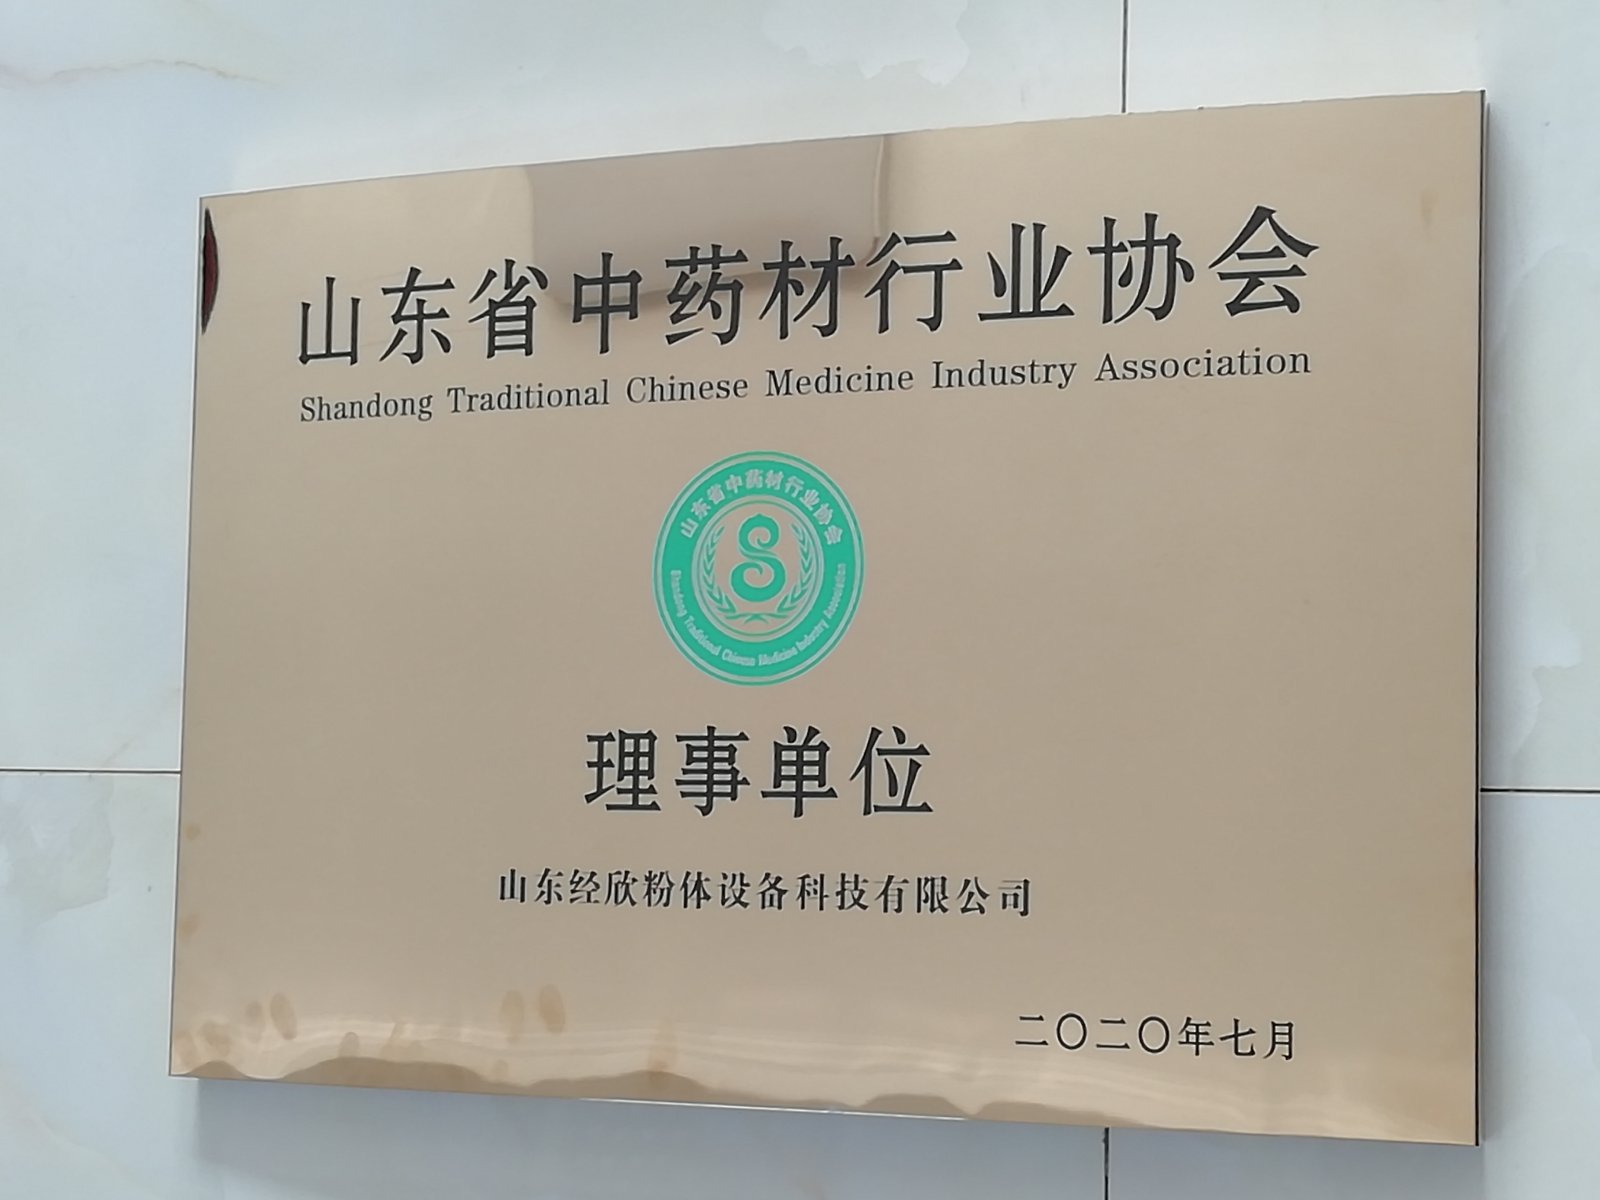 山东省中药材行业协会
Shandong Traditional Chinese Medicine Industry Association
山东省中药材行业协会
Shandong Traditional Chinese Medicine Industry Association
理事单位
山东经欣粉体设备科技有限公司
二〇二〇年七月